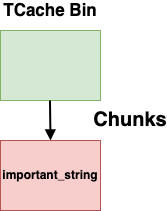 TCache Bin
Chunks
important_string